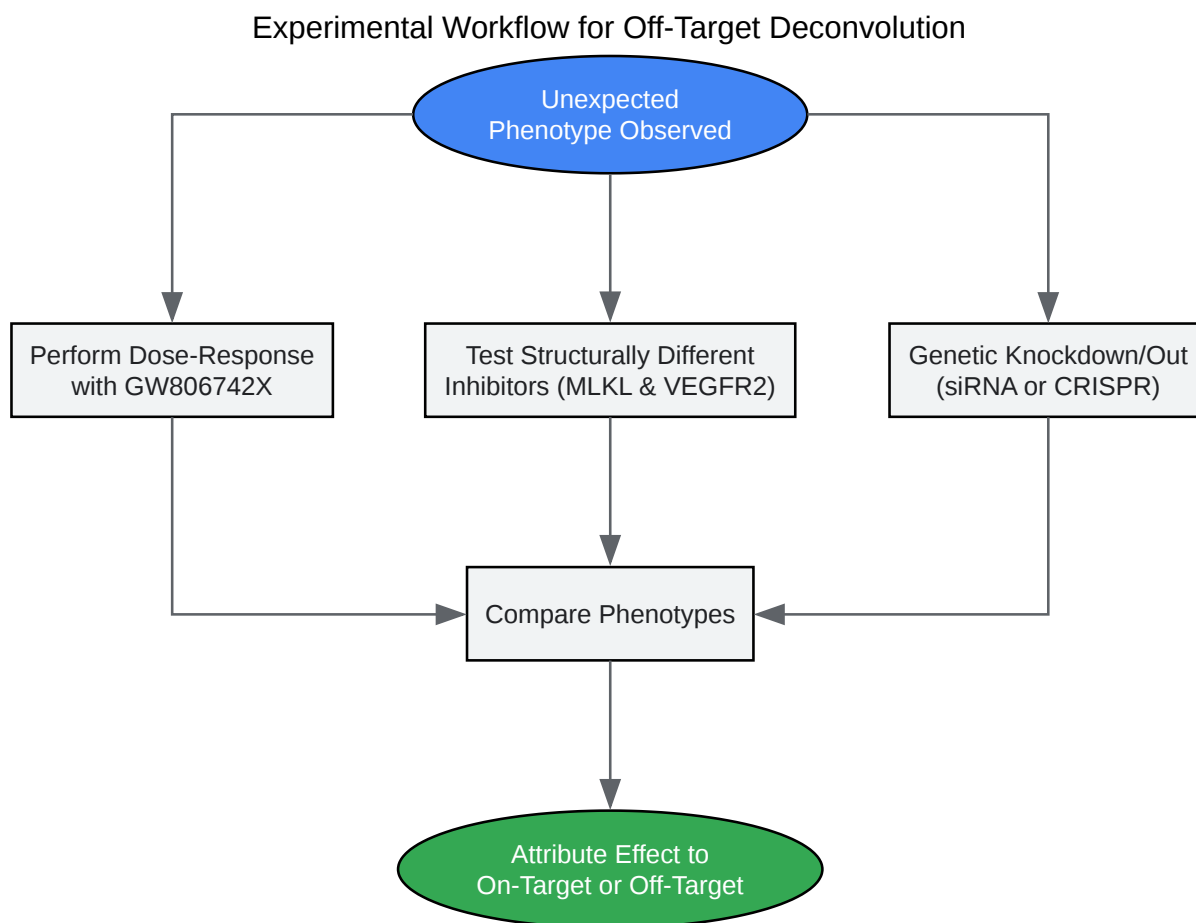 Experimental Workflow for Off-Target Deconvolution
Unexpected
Phenotype Observed
Perform Dose-Response
with GW806742X
Test Structurally Different
Inhibitors (MLKL & VEGFR2)
Genetic Knockdown/Out
(siRNA or CRISPR)
Compare Phenotypes
Attribute Effect to
On-Target or Off-Target